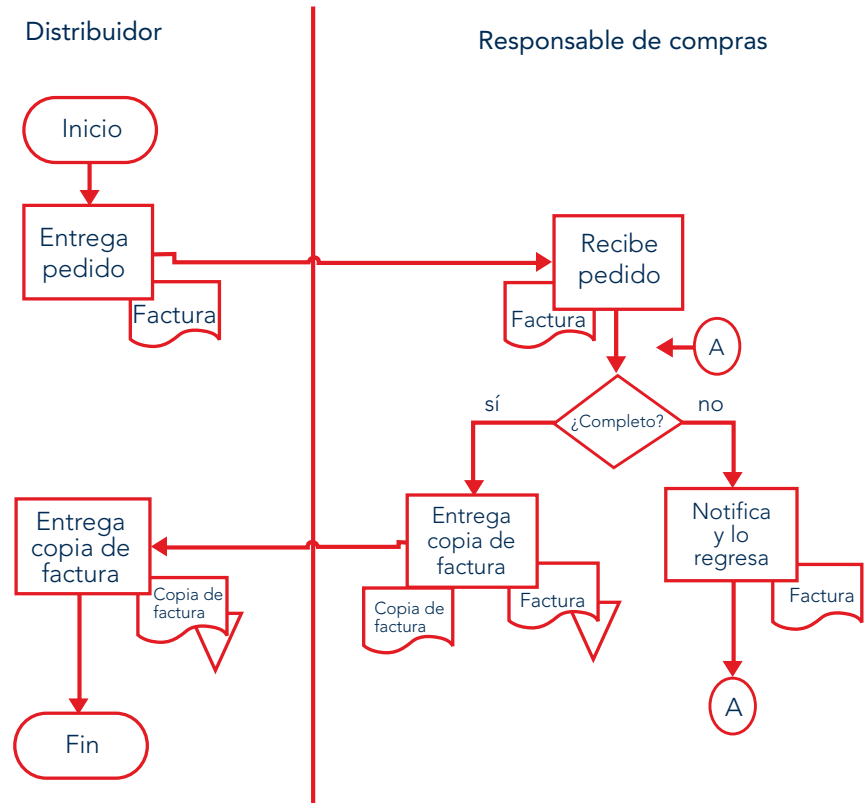 Distribuidor
Responsable de compras
Inicio
Entrega
pedido
Factura
Recibe
pedido
Factura
A
¿Completo?
sí
no
Entrega
copia de
factura
Copia de
factura
Entrega
copia de
factura
Copia de
factura
Factura
Notifica
y lo
regresa
Factura
Fin
A